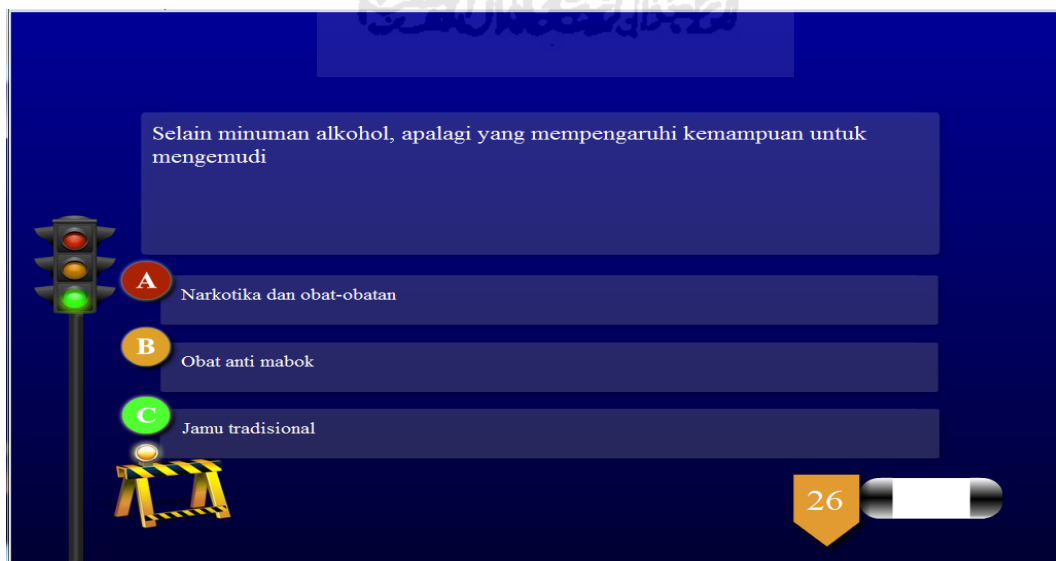 Selain minuman alkohol, apalagi yang mempengaruhi kemampuan untuk
mengemudi
A
Narkotika dan obat-obatan
B
Obat anti mabok
C
Jamu tradisional
26